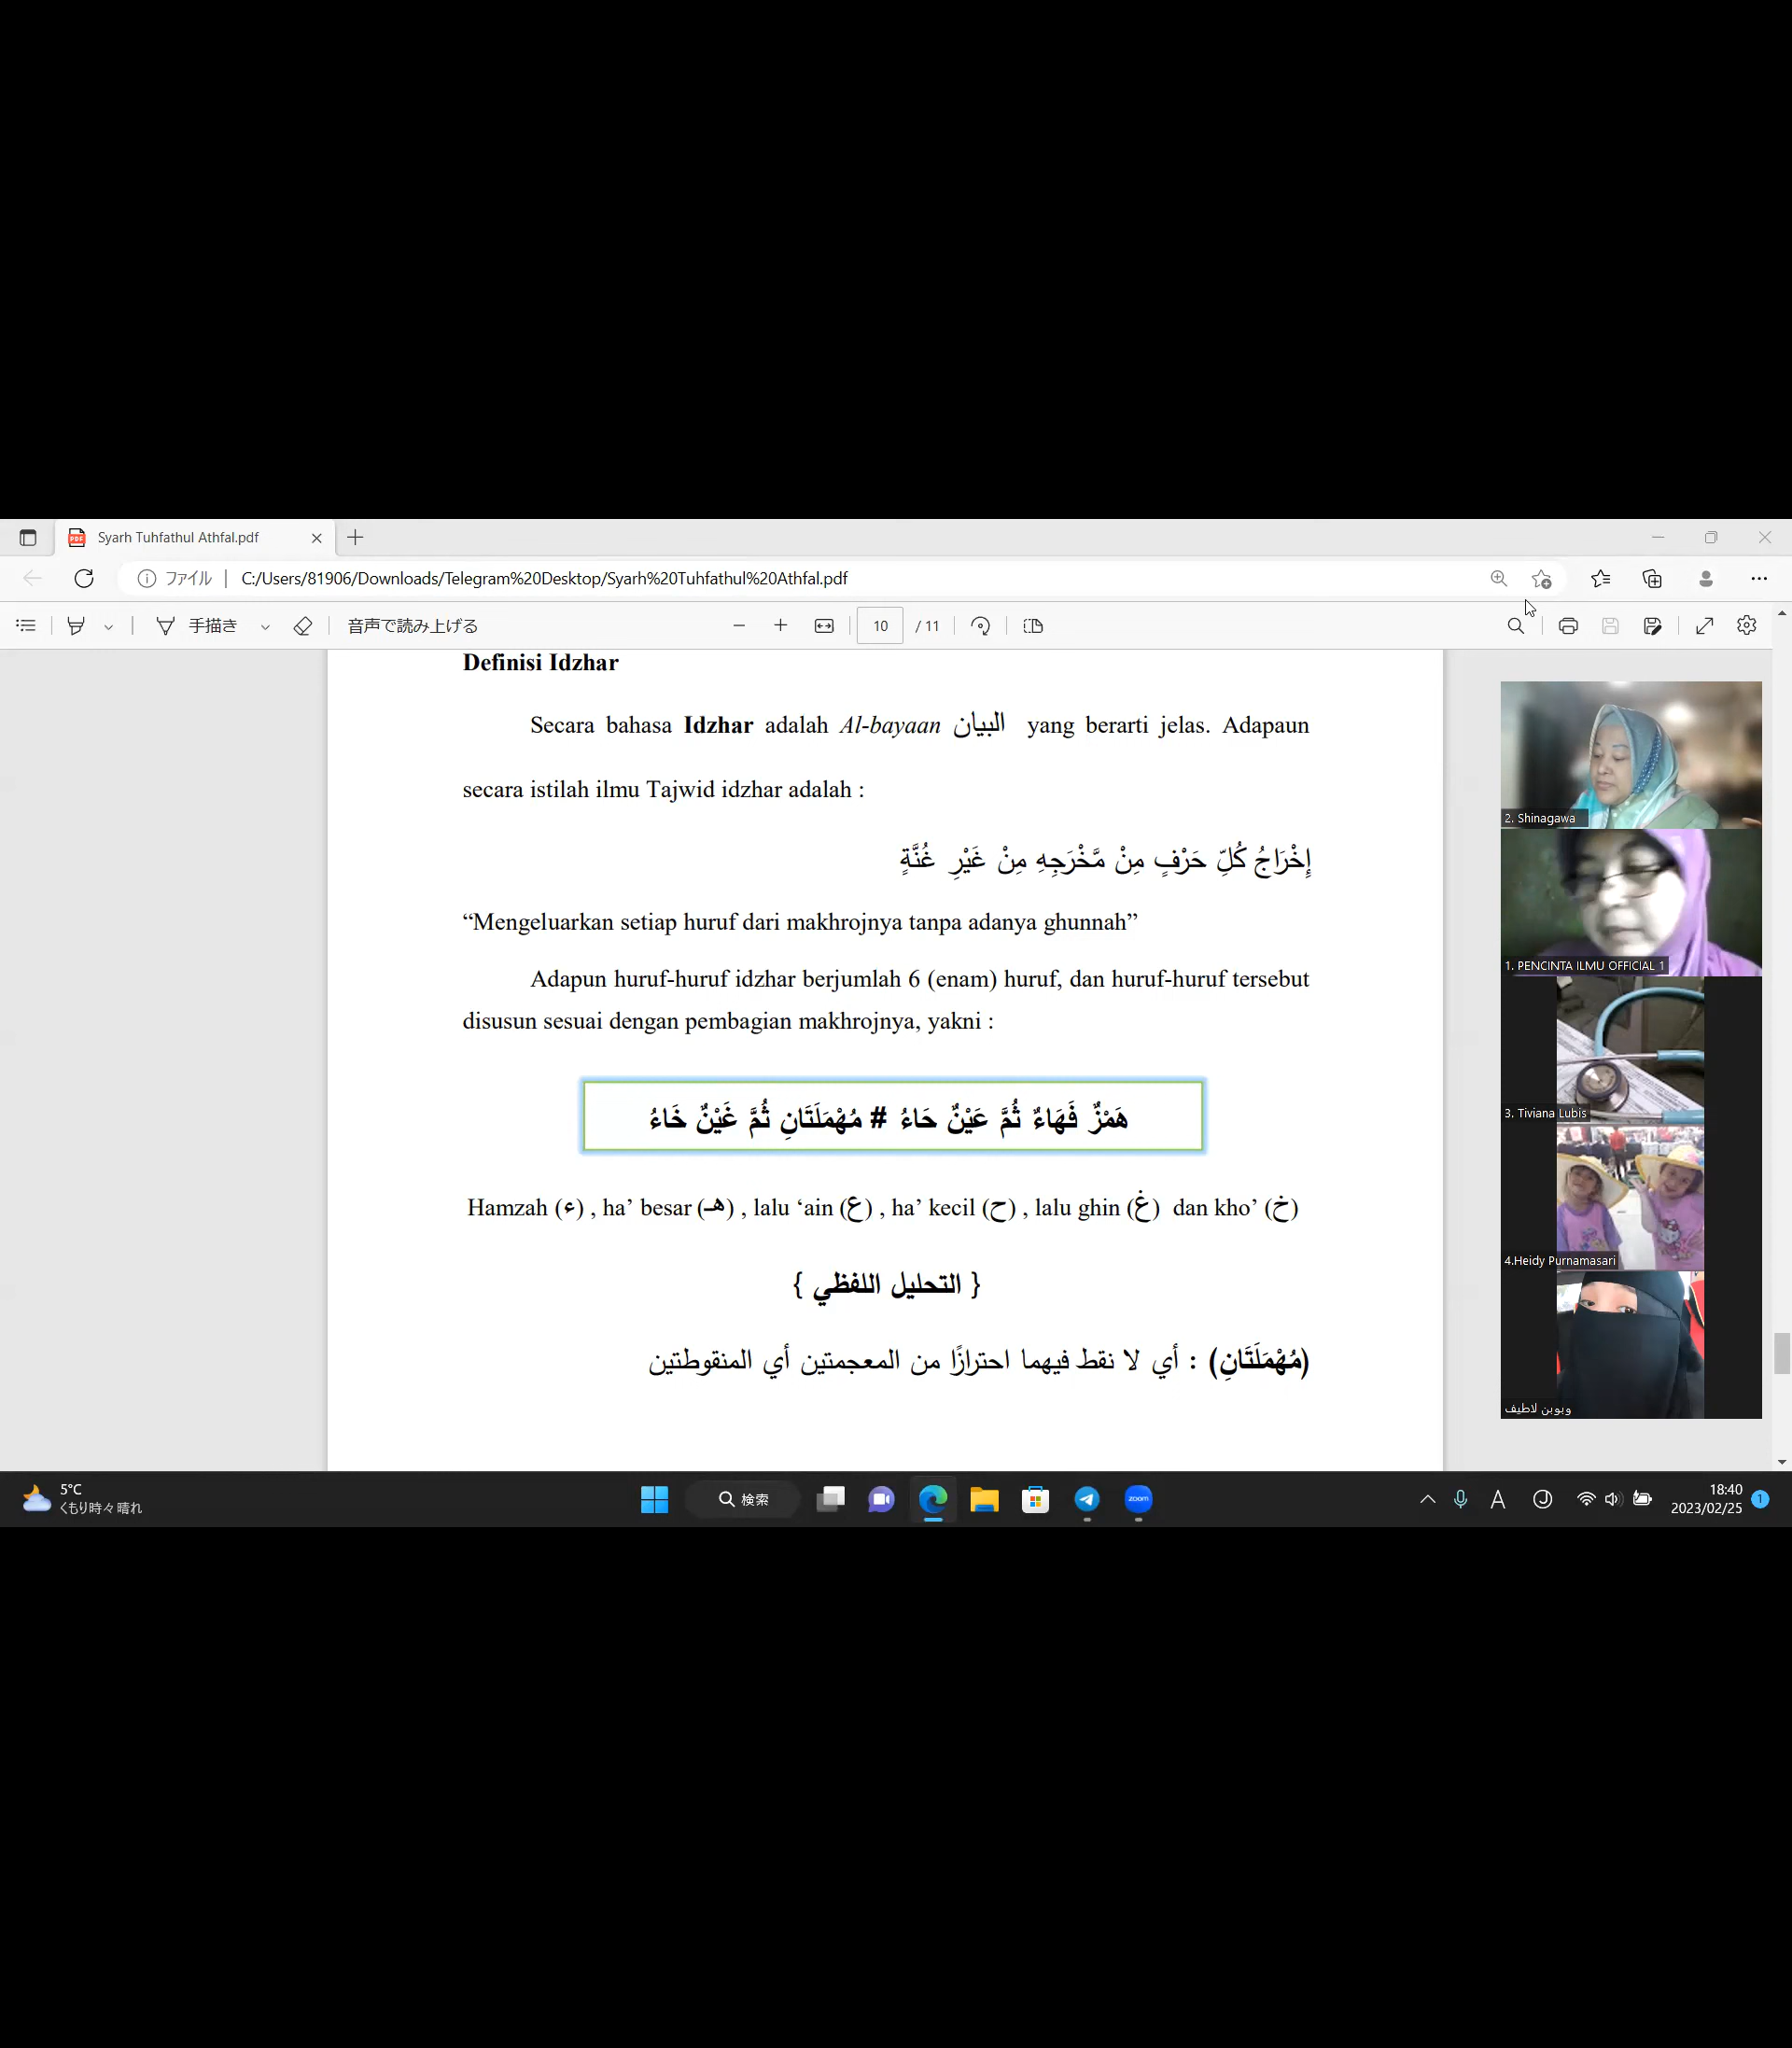 Syarh Tuhfathul Athfal.pdf
ファイル | C:/Users/81906/Downloads/Telegram%20Desktop/Syarh%20Tuhfathul%20Athfal.pdf
手描き 音声で読み上げる 10 / 11
Definisi Idzhar
Secara bahasa Idzhar adalah Al-bayaan البيان yang berarti jelas. Adapaun
secara istilah ilmu Tajwid idzhar adalah :
إِخْرَاجُ كُلِّ حَرْفٍ مِنْ مَّخْرَجِهِ مِنْ غَيْرِ غُنَّةٍ
“Mengeluarkan setiap huruf dari makhrojnya tanpa adanya ghunnah”
Adapun huruf-huruf idzhar berjumlah 6 (enam) huruf, dan huruf-huruf tersebut
disusun sesuai dengan pembagian makhrojnya, yakni :
هَمْزٌ فَهَاءٌ ثُمَّ عَيْنٌ حَاءُ # مُهْمَلَتَانِ ثُمَّ غَيْنٌ خَاءُ
Hamzah (ء) , ha’ besar (هـ) , lalu ‘ain (ع) , ha’ kecil (ح) , lalu ghin (غ) dan kho’ (خ)
{ التحليل اللفظي }
(مُهْمَلَتَانِ) : أي لا نقط فيهما احترازًا من المعجمتين أي المنقوطتين
2. Shinagawa
1. PENCINTA ILMU OFFICIAL 1
3. Tiviana Lubis
4.Heidy Purnamasari
وبوبن لاطيف
5°C
くもり時々晴れ
検索
zoom
A
18:40
2023/02/25
1